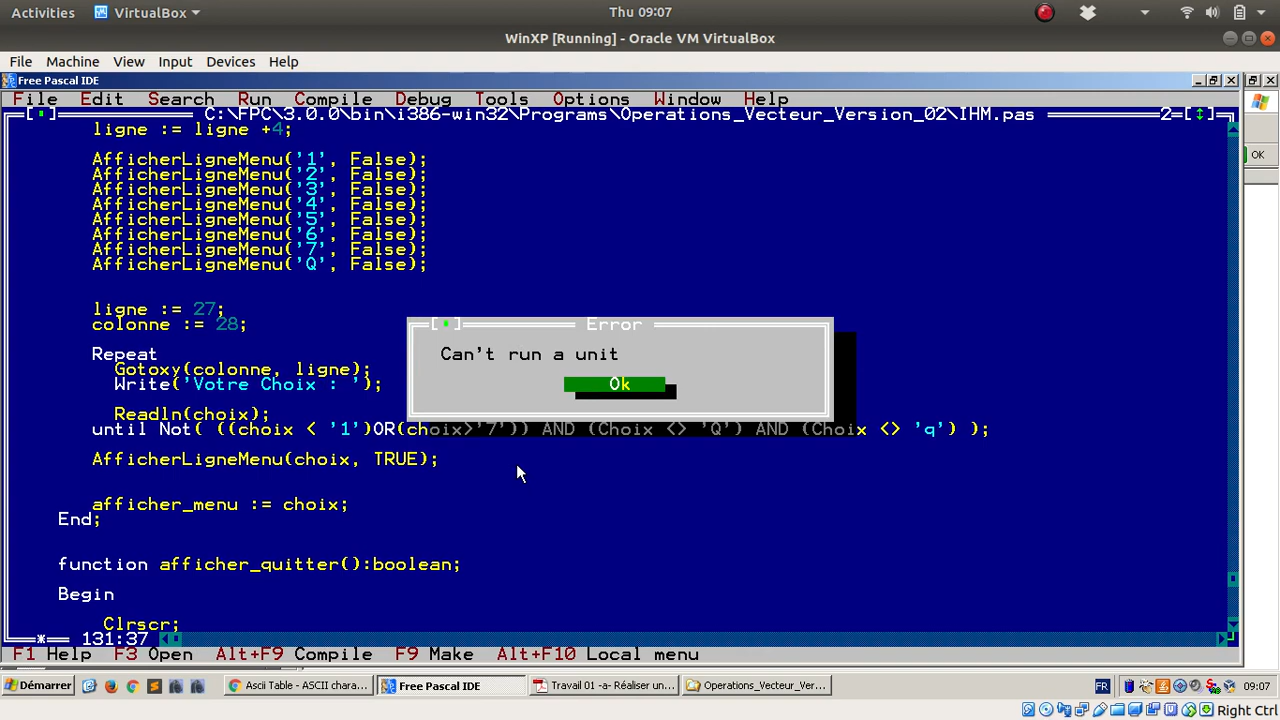 Activities VirtualBox Thu 09:07
WinXP [Running] - Oracle VM VirtualBox
File Machine View Input Devices Help
Free Pascal IDE
File Edit Search Run Compile Debug Tools Options Window Help
C:\FPC\3.0.0\bin\i386-win32\Programs\Operations_Vecteur_Version_02\IHM.pas 2=[↕]
ligne := ligne +4;
AfficherLigneMenu('1', False);
AfficherLigneMenu('2', False);
AfficherLigneMenu('3', False);
AfficherLigneMenu('4', False);
AfficherLigneMenu('5', False);
AfficherLigneMenu('6', False);
AfficherLigneMenu('7', False);
AfficherLigneMenu('Q', False);
ligne := 27;
colonne := 28;
Repeat
Gotoxy(colonne, ligne);
Write('Votre Choix : ');
Readln(choix);
until Not( ((choix < '1')OR(choix>'7')) AND (Choix <> 'Q') AND (Choix <> 'q') );
AfficherLigneMenu(choix, TRUE);
afficher_menu := choix;
End;
function afficher_quitter():boolean;
Begin
Clrscr;
Error
Can't run a unit
Ok
OK
131:37
F1 Help F3 Open Alt+F9 Compile F9 Make Alt+F10 Local menu
Démarrer Ascii Table - ASCII chara... Free Pascal IDE Travail 01 -a- Réaliser un... Operations_Vecteur_Ver... FR 09:07
Right Ctrl